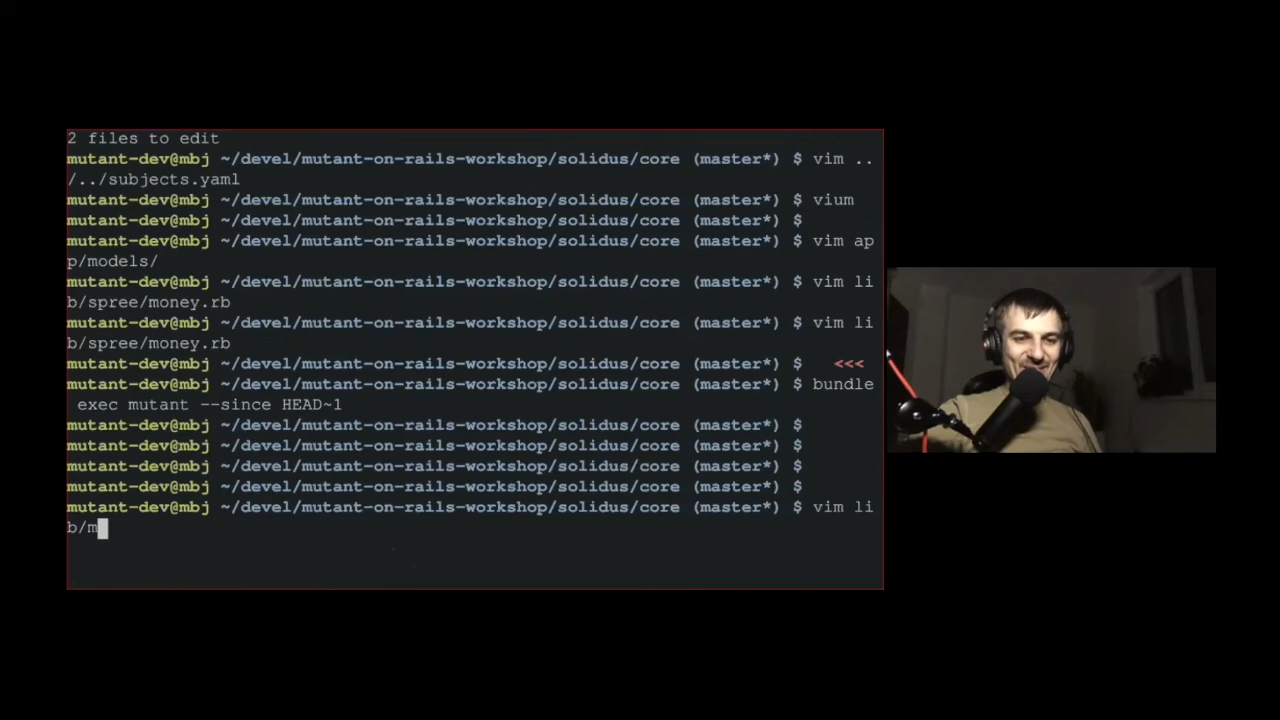 2 files to edit
mutant-dev@mbj ~/devel/mutant-on-rails-workshop/solidus/core (master*) $ vim ..
/../subjects.yaml
mutant-dev@mbj ~/devel/mutant-on-rails-workshop/solidus/core (master*) $ vium
mutant-dev@mbj ~/devel/mutant-on-rails-workshop/solidus/core (master*) $
mutant-dev@mbj ~/devel/mutant-on-rails-workshop/solidus/core (master*) $ vim ap
p/models/
mutant-dev@mbj ~/devel/mutant-on-rails-workshop/solidus/core (master*) $ vim li
b/spree/money.rb
mutant-dev@mbj ~/devel/mutant-on-rails-workshop/solidus/core (master*) $ vim li
b/spree/money.rb
mutant-dev@mbj ~/devel/mutant-on-rails-workshop/solidus/core (master*) $   <<<
mutant-dev@mbj ~/devel/mutant-on-rails-workshop/solidus/core (master*) $ bundle
 exec mutant --since HEAD~1
mutant-dev@mbj ~/devel/mutant-on-rails-workshop/solidus/core (master*) $
mutant-dev@mbj ~/devel/mutant-on-rails-workshop/solidus/core (master*) $
mutant-dev@mbj ~/devel/mutant-on-rails-workshop/solidus/core (master*) $
mutant-dev@mbj ~/devel/mutant-on-rails-workshop/solidus/core (master*) $
mutant-dev@mbj ~/devel/mutant-on-rails-workshop/solidus/core (master*) $ vim li
b/m